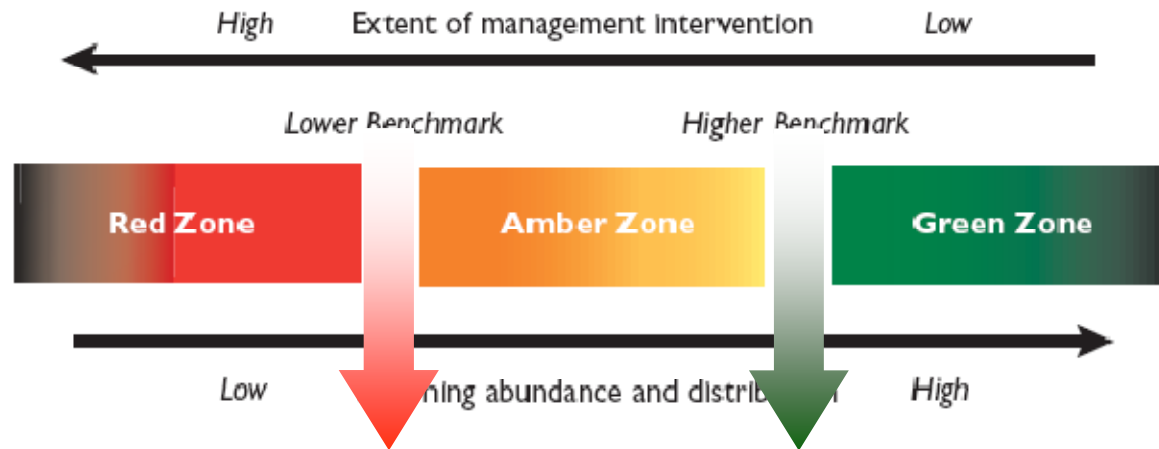 High Extent of management intervention Low
Lower Benchmark Higher Benchmark
Red Zone Amber Zone Green Zone
Low abundance and High